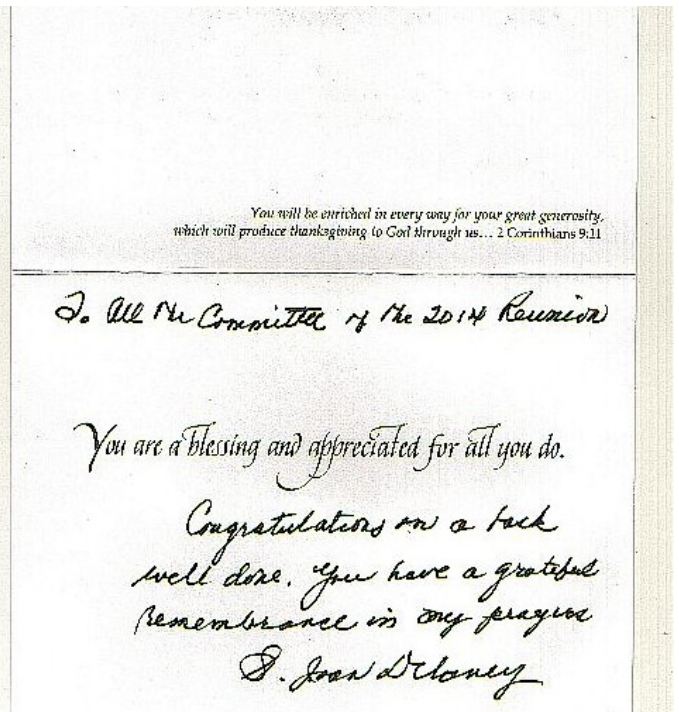 You will be enriched in every way for your great generosity,
which will produce thanksgiving to God through us... 2 Corinthians 9:11
To All the Committee of the 2014 Reunion
You are a blessing and appreciated for all you do.
Congratulations on a task
well done. You have a grateful
remembrance in my prayers
S. Joan Delaney